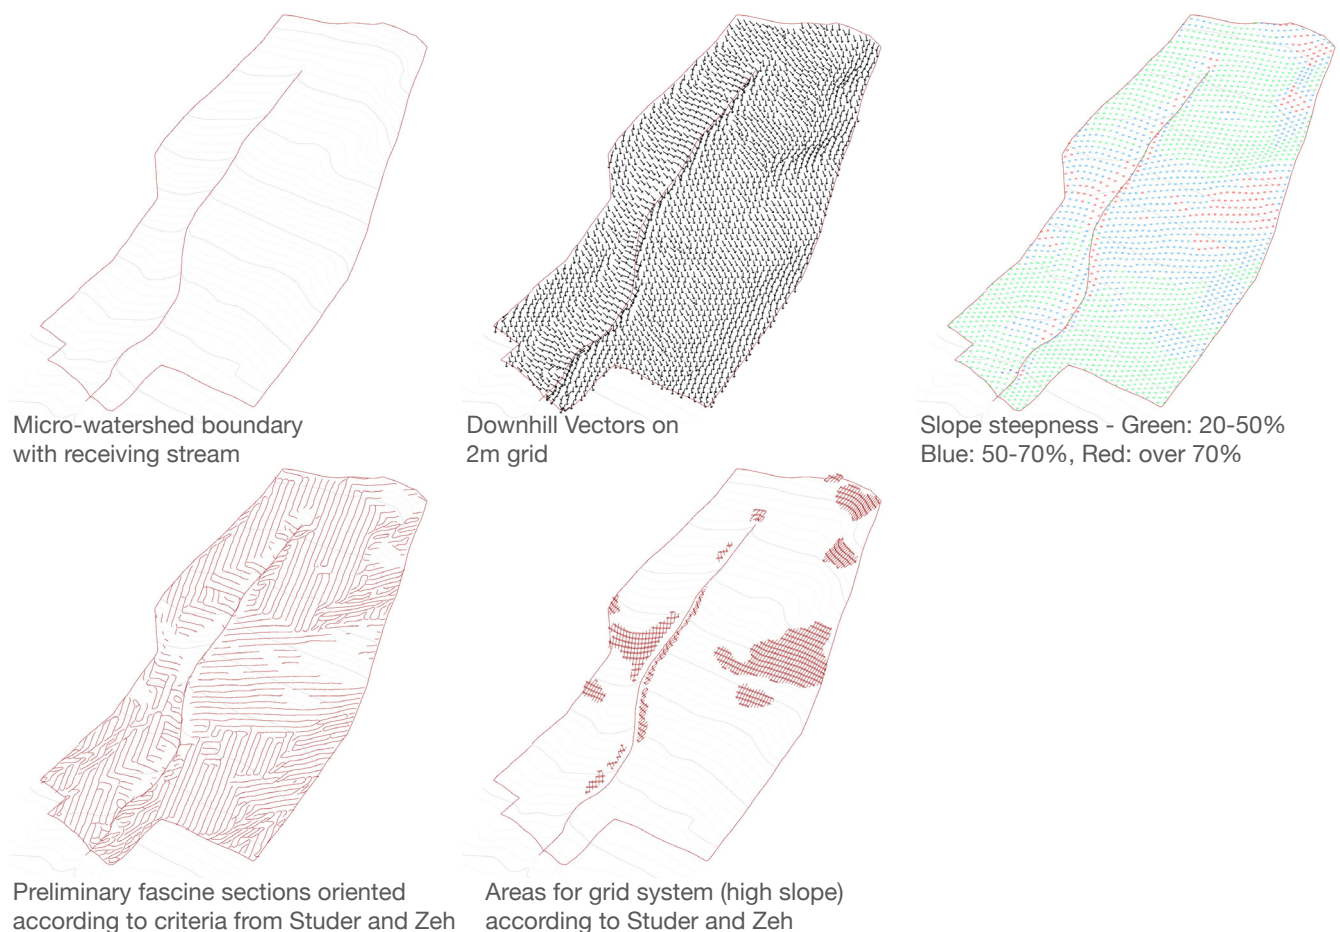 Micro-watershed boundary
with receiving stream
Downhill Vectors on
2m grid
Slope steepness - Green: 20-50%
Blue: 50-70%, Red: over 70%
Preliminary fascine sections oriented
according to criteria from Studer and Zeh
Areas for grid system (high slope)
according to Studer and Zeh